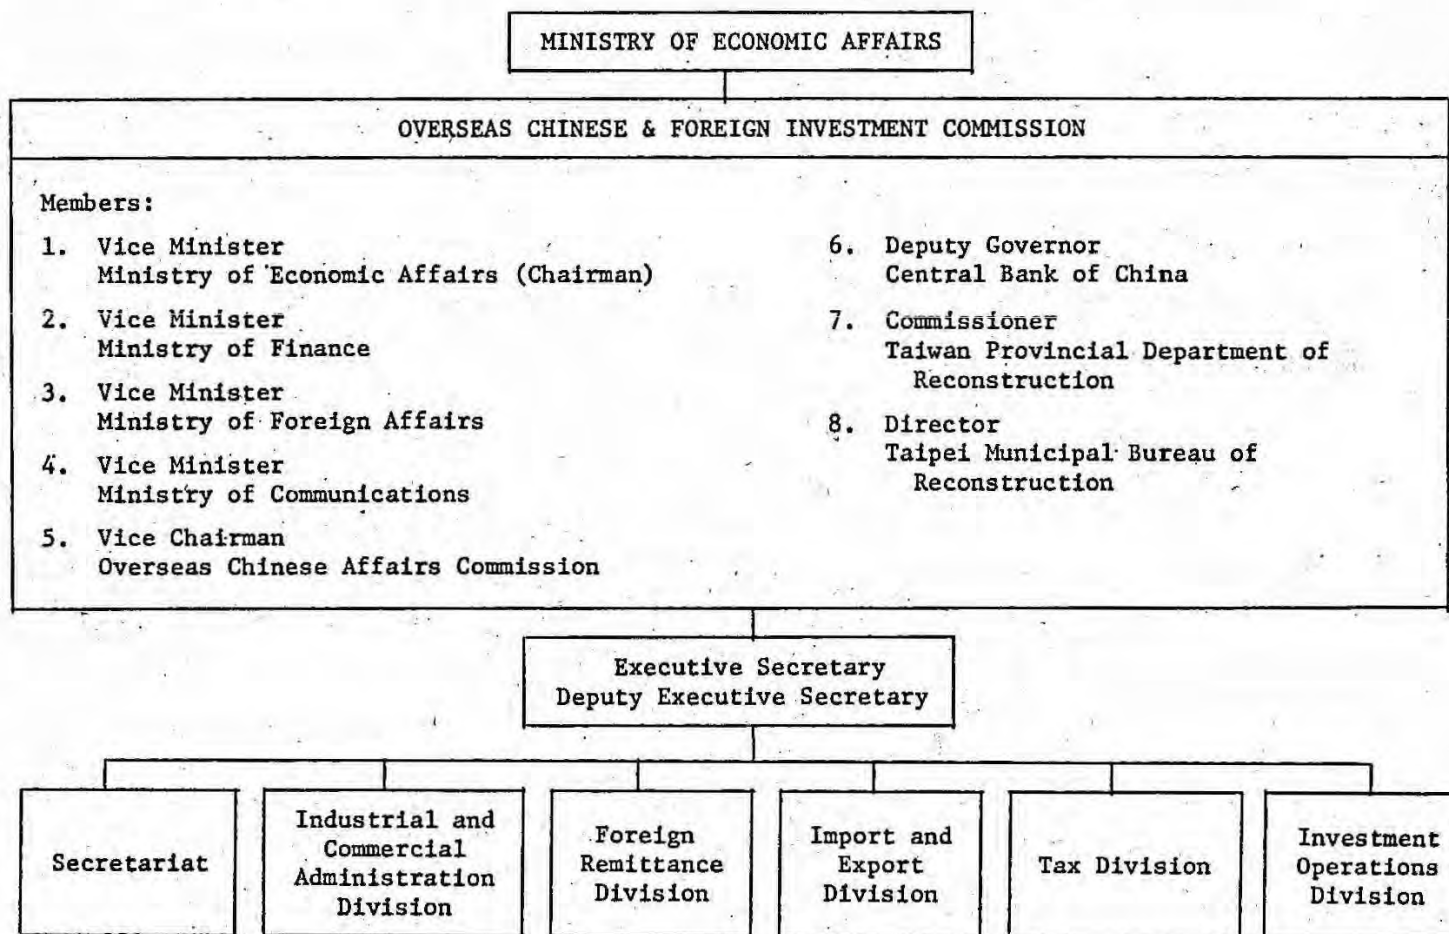 MINISTRY OF ECONOMIC AFFAIRS
OVERSEAS CHINESE & FOREIGN INVESTMENT COMMISSION
Members:
1. Vice Minister
Ministry of Economic Affairs (Chairman)
2. Vice Minister
Ministry of Finance
3. Vice Minister
Ministry of Foreign Affairs
4. Vice Minister
Ministry of Communications
5. Vice Chairman
Overseas Chinese Affairs Commission
6. Deputy Governor
Central Bank of China
7. Commissioner
Taiwan Provincial Department of
Reconstruction
8. Director
Taipei Municipal Bureau of
Reconstruction
Executive Secretary
Deputy Executive Secretary
Secretariat
Industrial and
Commercial
Administration
Division
Foreign
Remittance
Division
Import and
Export
Division
Tax Division
Investment
Operations
Division